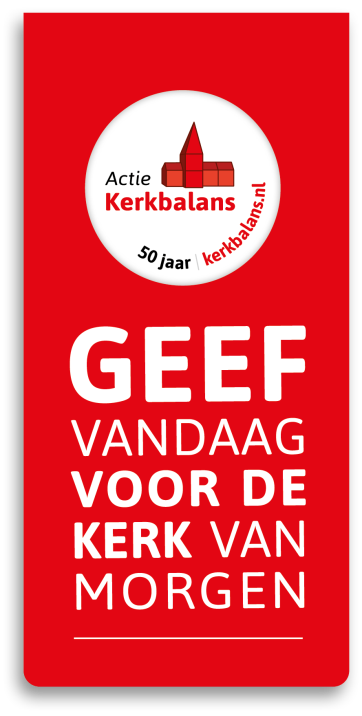 Actie
Kerkbalans
50 jaar | kerkbalans.nl
GEEF
VANDAAG
VOOR DE
KERK VAN
MORGEN